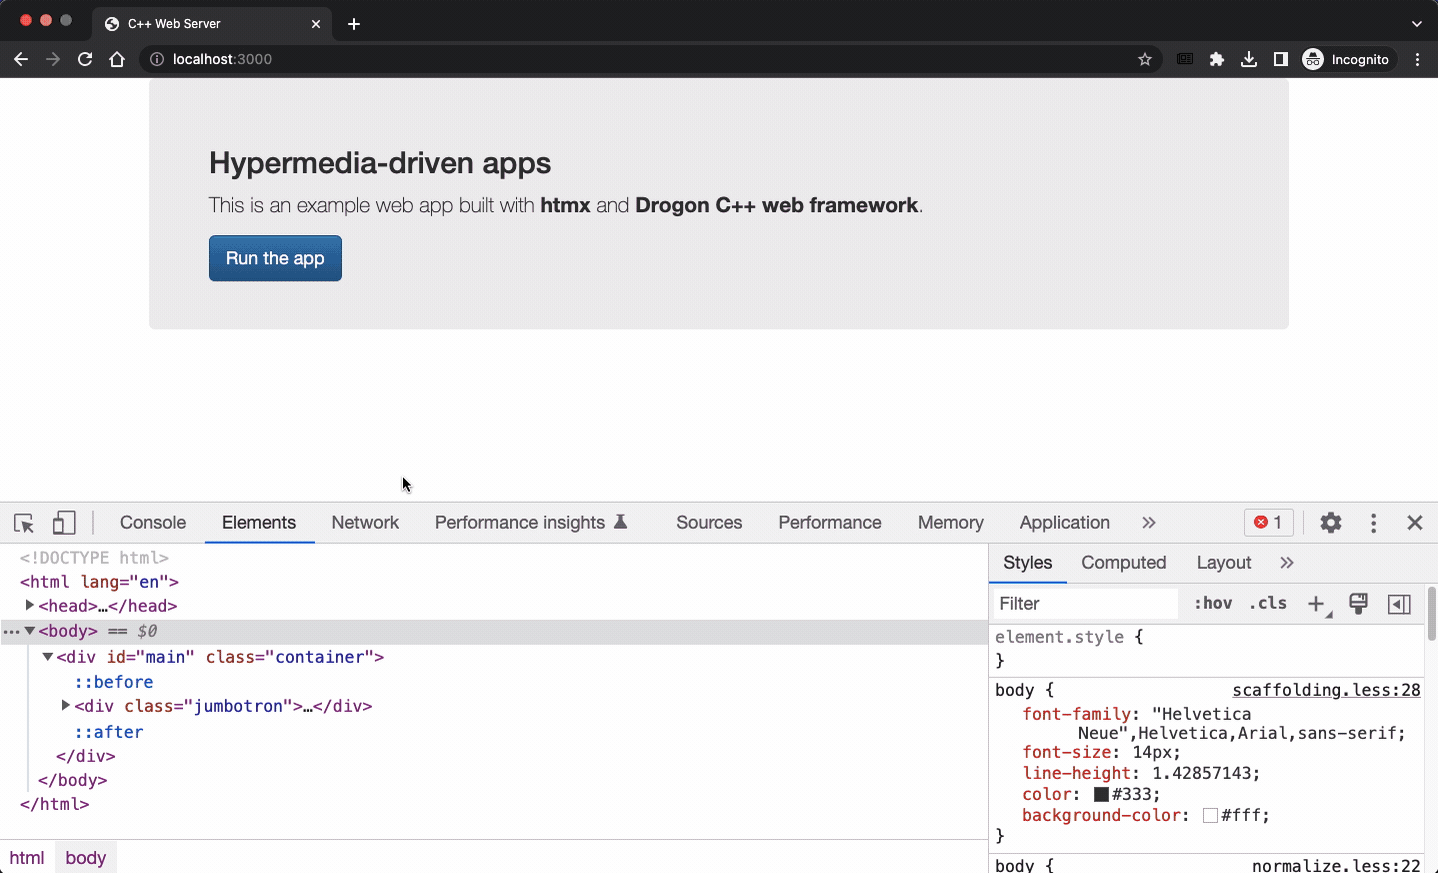 C++ Web Server
localhost:3000
Incognito
Hypermedia-driven apps
This is an example web app built with htmx and Drogon C++ web framework.
Run the app
Console Elements Network Performance insights Sources Performance Memory Application » 1
<!DOCTYPE html>
<html lang="en">
<head>…</head>
<body> == $0
<div id="main" class="container">
::before
<div class="jumbotron">…</div>
::after
</div>
</body>
</html>
html body
Styles Computed Layout »
Filter :hov .cls +
element.style {
}
body { scaffolding.less:28
font-family: "Helvetica
Neue",Helvetica,Arial,sans-serif;
font-size: 14px;
line-height: 1.42857143;
color: #333;
background-color: #fff;
}
body { normalize.less:22